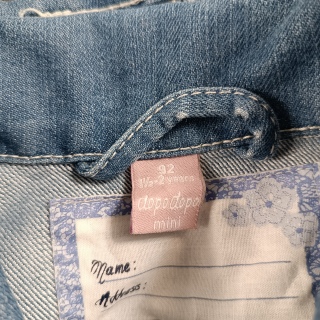 92
1½-2 years
dopodopo
mini
Name:
Address: